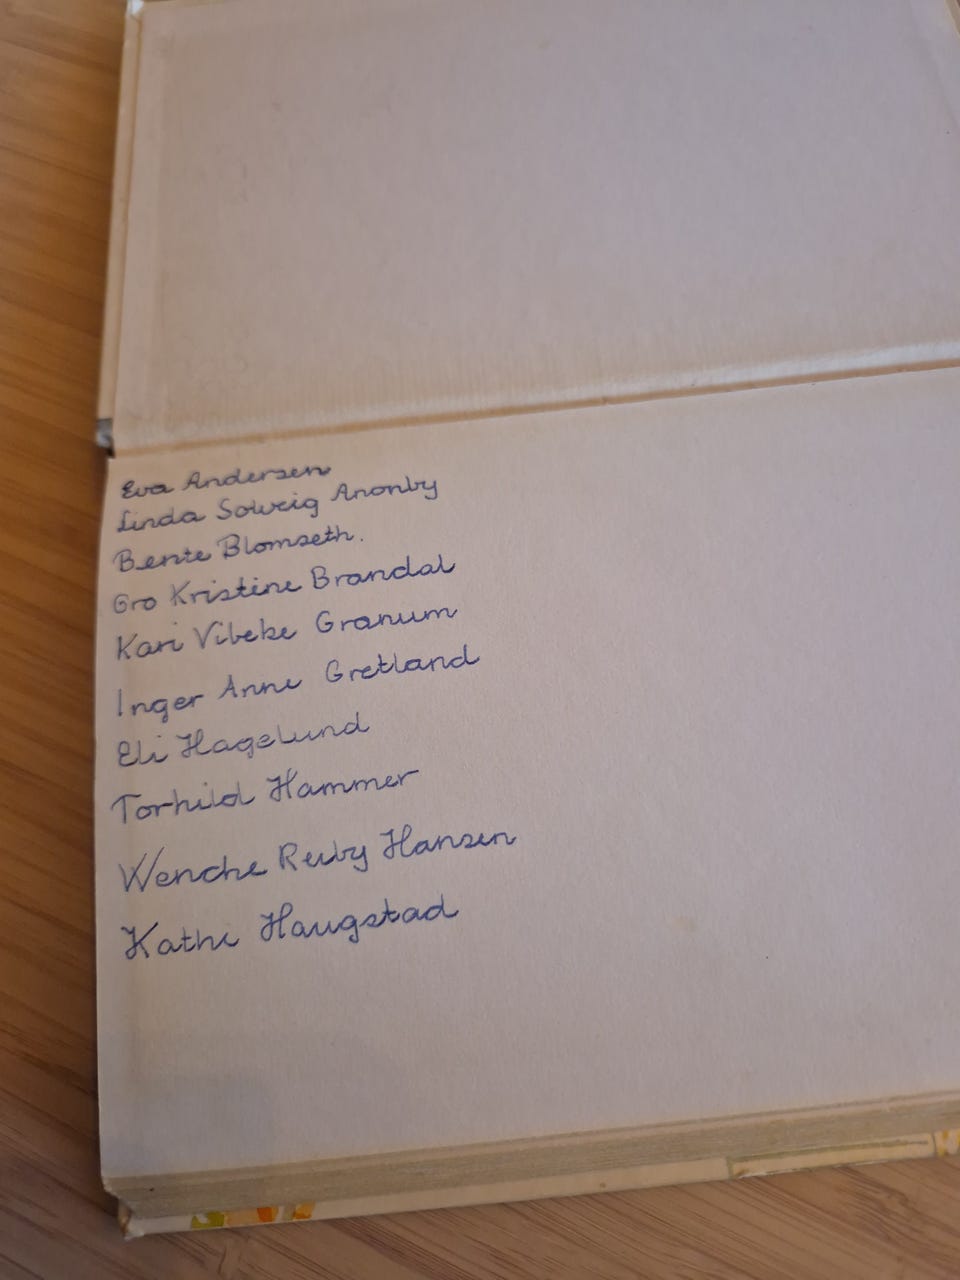 Eva Andersen
Linda Solveig Anonby
Bente Blomseth.
Gro Kristine Brandal
Kari Vibeke Granum
Inger Anne Gretland
Eli Hagelund
Torhild Hammer
Wenche Reuby Hansen
Kathi Haugstad